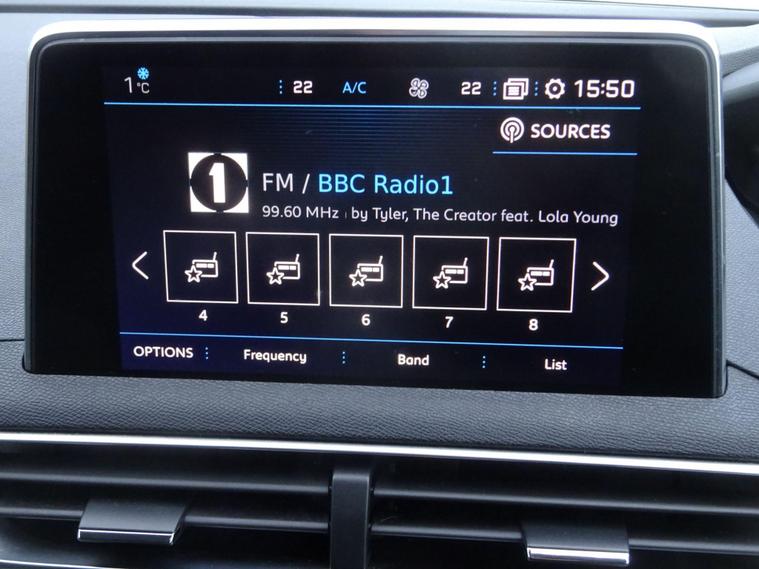 1 °C 22 A/C 22 15:50
SOURCES
1
FM / BBC Radio1
99.60 MHz by Tyler, The Creator feat. Lola Young
4 5 6 7 8
OPTIONS Frequency Band List